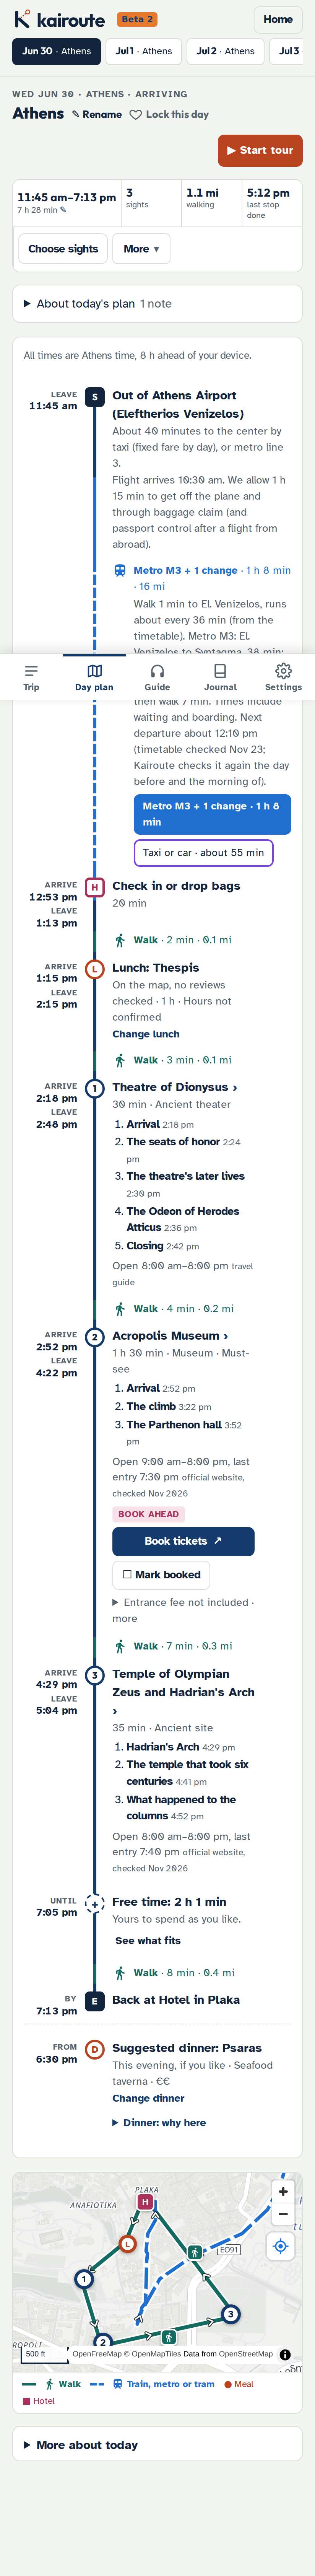 kairoute Beta 2 Home
Jun 30 · Athens Jul 1 · Athens Jul 2 · Athens Jul 3
WED JUN 30 · ATHENS · ARRIVING
Athens ✎ Rename ♡ Lock this day
▶ Start tour
11:45 am–7:13 pm
7 h 28 min ✎
3
sights
1.1 mi
walking
5:12 pm
last stop
done
Choose sights More ▾
▶ About today's plan 1 note
All times are Athens time, 8 h ahead of your device.
LEAVE
11:45 am
S
Out of Athens Airport
(Eleftherios Venizelos)
About 40 minutes to the center by
taxi (fixed fare by day), or metro line
3.
Flight arrives 10:30 am. We allow 1 h
15 min to get off the plane and
through baggage claim (and
passport control after a flight from
abroad).
Metro M3 + 1 change · 1 h 8 min
· 16 mi
Walk 1 min to El. Venizelos, runs
about every 36 min (from the
timetable). Metro M3: El.
Venizelos to Syntagma, 38 min;
Trip Day plan Guide Journal Settings
then walk 7 min. Times include
waiting and boarding. Next
departure about 12:10 pm
(timetable checked Nov 23;
Kairoute checks it again the day
before and the morning of).
Metro M3 + 1 change · 1 h 8
min
Taxi or car · about 55 min
ARRIVE
12:53 pm
LEAVE
1:13 pm
H
Check in or drop bags
20 min
Walk · 2 min · 0.1 mi
ARRIVE
1:15 pm
LEAVE
2:15 pm
L
Lunch: Thespis
On the map, no reviews
checked · 1 h · Hours not
confirmed
Change lunch
Walk · 3 min · 0.1 mi
ARRIVE
2:18 pm
LEAVE
2:48 pm
1
Theatre of Dionysus ›
30 min · Ancient theater
1. Arrival 2:18 pm
2. The seats of honor 2:24
pm
3. The theatre's later lives
2:30 pm
4. The Odeon of Herodes
Atticus 2:36 pm
5. Closing 2:42 pm
Open 8:00 am–8:00 pm travel
guide
Walk · 4 min · 0.2 mi
ARRIVE
2:52 pm
LEAVE
4:22 pm
2
Acropolis Museum ›
1 h 30 min · Museum · Must-
see
1. Arrival 2:52 pm
2. The climb 3:22 pm
3. The Parthenon hall 3:52
pm
Open 9:00 am–8:00 pm, last
entry 7:30 pm official website,
checked Nov 2026
BOOK AHEAD
Book tickets ↗
☐ Mark booked
▶ Entrance fee not included ·
more
Walk · 7 min · 0.3 mi
ARRIVE
4:29 pm
LEAVE
5:04 pm
3
Temple of Olympian
Zeus and Hadrian's Arch
›
35 min · Ancient site
1. Hadrian's Arch 4:29 pm
2. The temple that took six
centuries 4:41 pm
3. What happened to the
columns 4:52 pm
Open 8:00 am–8:00 pm, last
entry 7:40 pm official website,
checked Nov 2026
UNTIL
7:05 pm
+
Free time: 2 h 1 min
Yours to spend as you like.
See what fits
Walk · 8 min · 0.4 mi
BY
7:13 pm
E
Back at Hotel in Plaka
FROM
6:30 pm
D
Suggested dinner: Psaras
This evening, if you like · Seafood
taverna · €€
Change dinner
▶ Dinner: why here
PLAKA
ANAFIOTIKA
H
L
EO91
1
3
2
500 ft
OpenFreeMap © OpenMapTiles Data from OpenStreetMap
Walk Train, metro or tram Meal
Hotel
▶ More about today